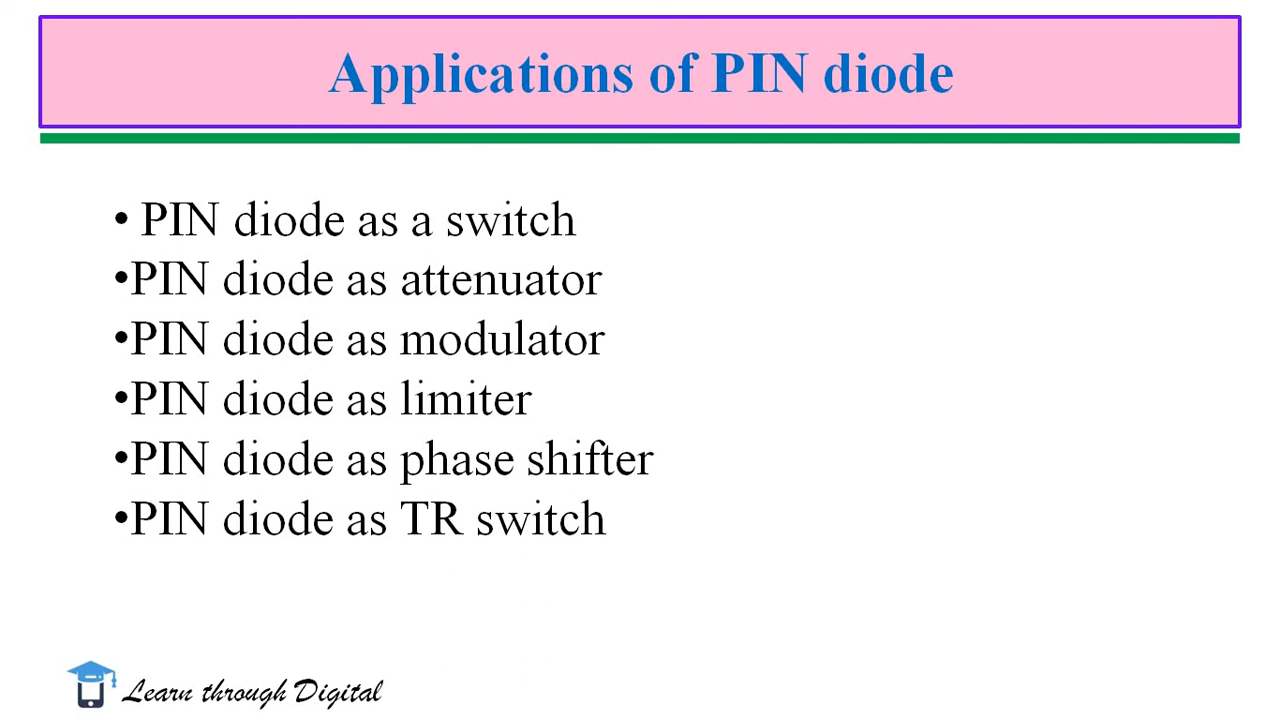 Applications of PIN diode
• PIN diode as a switch
•PIN diode as attenuator
•PIN diode as modulator
•PIN diode as limiter
•PIN diode as phase shifter
•PIN diode as TR switch
Learn through Digital